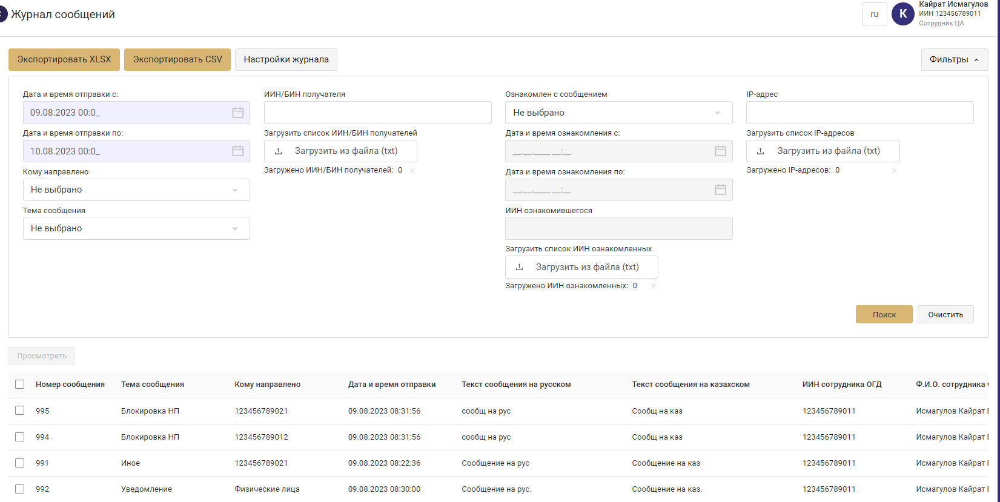 Журнал сообщений
ru
К
Кайрат Исмагулов
ИИН 123456789011
Сотрудник ЦА
Экспортировать XLSX
Экспортировать CSV
Настройки журнала
Фильтры
Дата и время отправки с:
09.08.2023 00:0_
Дата и время отправки по:
10.08.2023 00:0_
Кому направлено
Не выбрано
Тема сообщения
Не выбрано
ИИН/БИН получателя
Загрузить список ИИН/БИН получателей
Загрузить из файла (txt)
Загружено ИИН/БИН получателей: 0
Ознакомлен с сообщением
Не выбрано
Дата и время ознакомления с:
__.__.____ __:__
Дата и время ознакомления по:
__.__.____ __:__
ИИН ознакомившегося
Загрузить список ИИН ознакомленных
Загрузить из файла (txt)
Загружено ИИН ознакомленных: 0
IP-адрес
Загрузить список IP-адресов
Загрузить из файла (txt)
Загружено IP-адресов: 0
Поиск
Очистить
Просмотреть
Номер сообщения Тема сообщения Кому направлено Дата и время отправки Текст сообщения на русском Текст сообщения на казахском ИИН сотрудника ОГД Ф.И.О. сотрудника
995 Блокировка НП 123456789021 09.08.2023 08:31:56 сообщ на рус Сообщ на каз 123456789011 Исмагулов Кайрат
994 Блокировка НП 123456789012 09.08.2023 08:31:56 сообщ на рус Сообщ на каз 123456789011 Исмагулов Кайрат
991 Иное 123456789021 09.08.2023 08:22:36 Сообщение на рус Сообщение на каз 123456789011 Исмагулов Кайрат
992 Уведомление Физические лица 09.08.2023 08:30:00 Сообщение на рус. Сообщение на каз. 123456789011 Исмагулов Кайрат